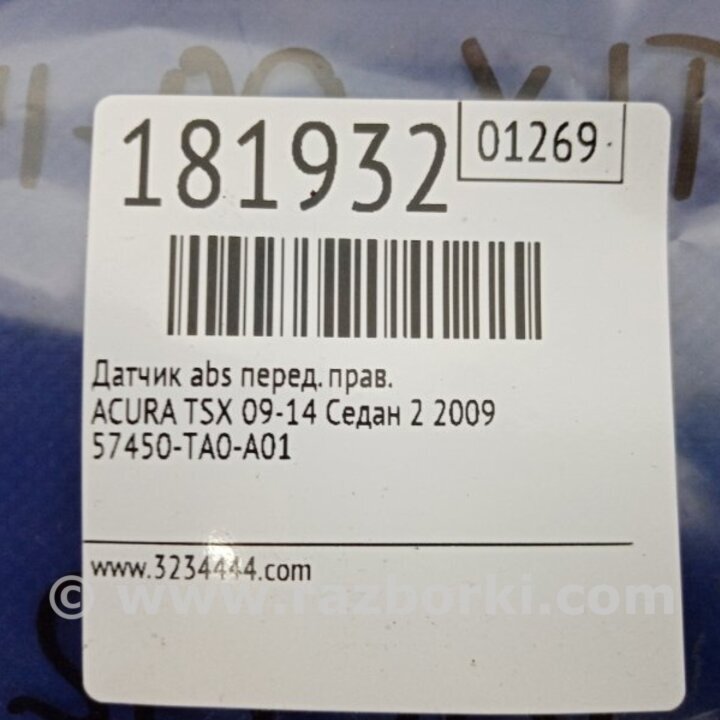 181932
01269
Датчик abs перед. прав.
ACURA TSX 09-14 Седан 2 2009
57450-TA0-A01
www.3234444.com
© www.razborki.com